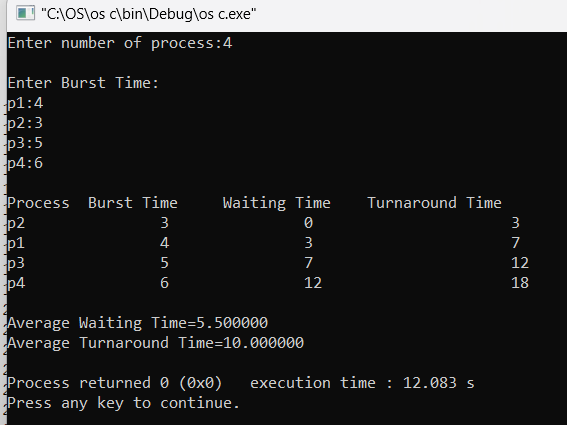 "C:\OS\os c\bin\Debug\os c.exe"
Enter number of process:4
Enter Burst Time:
p1:4
p2:3
p3:5
p4:6
Process  Burst Time     Waiting Time    Turnaround Time
p2               3               0                      3
p1               4               3                      7
p3               5               7                      12
p4               6               12                     18
Average Waiting Time=5.500000
Average Turnaround Time=10.000000
Process returned 0 (0x0)   execution time : 12.083 s
Press any key to continue.